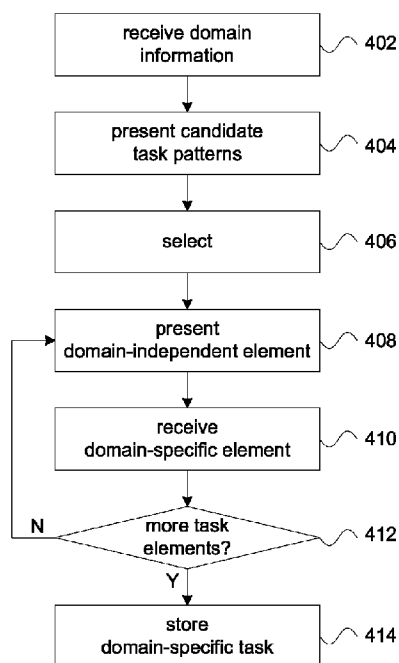 receive domain
information
402
present candidate
task patterns
404
select
406
present
domain-independent element
408
receive
domain-specific element
410
N
more task
elements?
412
Y
store
domain-specific task
414